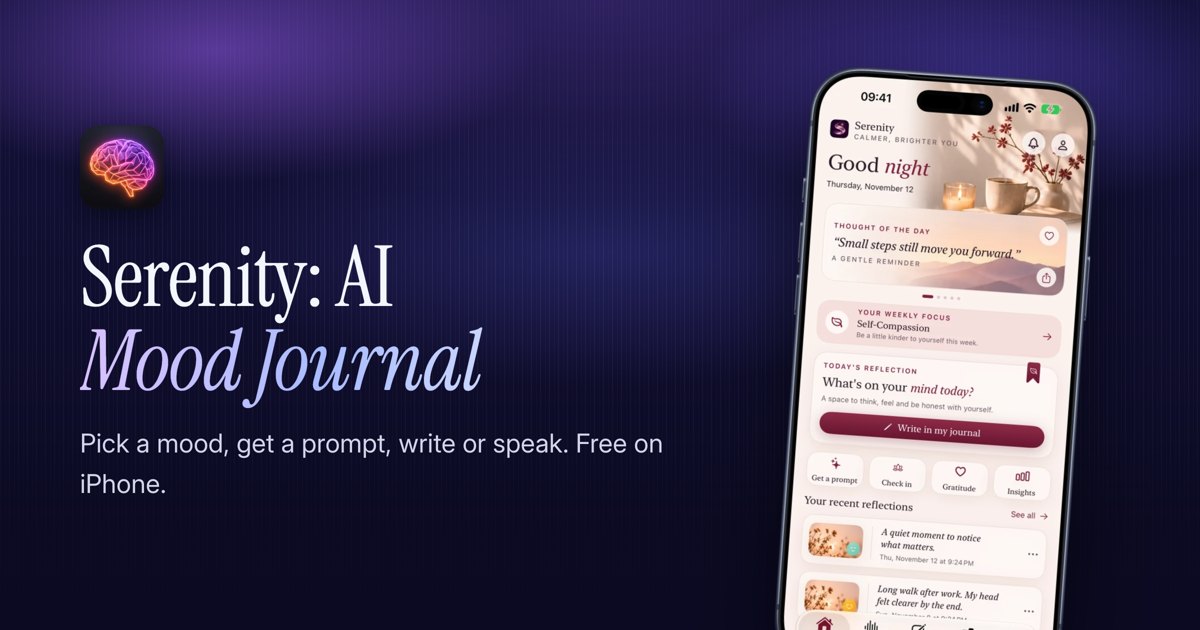 Serenity: AI
Mood Journal
Pick a mood, get a prompt, write or speak. Free on
iPhone.
09:41
Serenity
CALMER, BRIGHTER YOU
Good night
Thursday, November 12
THOUGHT OF THE DAY
“Small steps still move you forward.”
A GENTLE REMINDER
YOUR WEEKLY FOCUS
Self-Compassion
Be a little kinder to yourself this week.
TODAY'S REFLECTION
What's on your mind today?
A space to think, feel and be honest with yourself.
Write in my journal
Get a prompt
Check in
Gratitude
Insights
Your recent reflections
See all
A quiet moment to notice
what matters.
Thu, November 12 at 9:24 PM
Long walk after work. My head
felt clearer by the end.